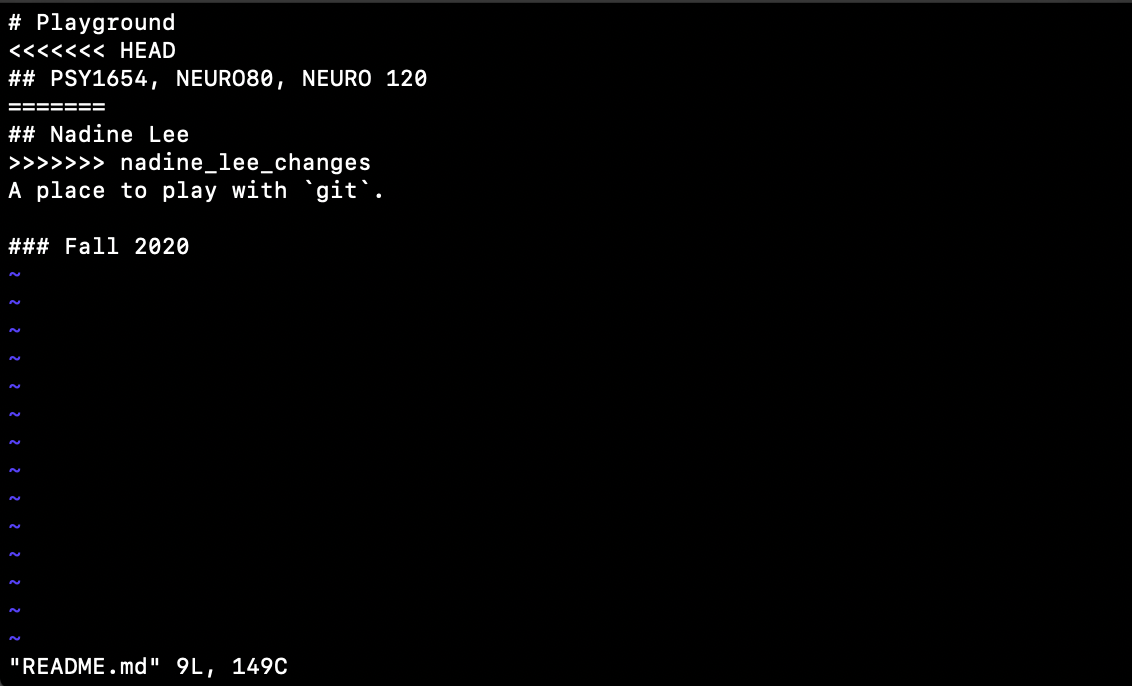 # Playground
<<<<<<< HEAD
## PSY1654, NEURO80, NEURO 120
=======
## Nadine Lee
>>>>>>> nadine_lee_changes
A place to play with `git`.

### Fall 2020
~
~
~
~
~
~
~
~
~
~
~
~
~
~
"README.md" 9L, 149C